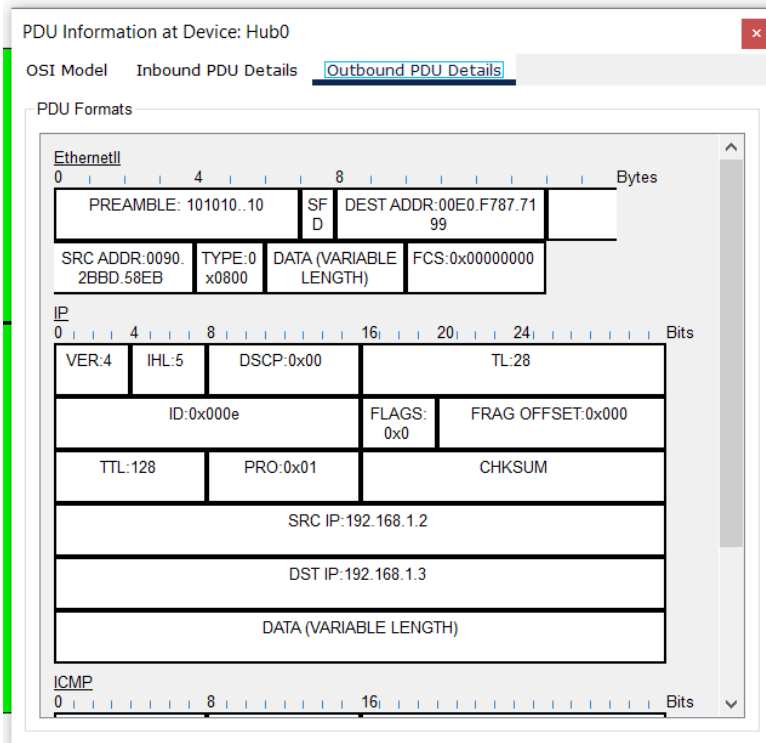 PDU Information at Device: Hub0
×
OSI Model Inbound PDU Details Outbound PDU Details
PDU Formats
EthernetII
0 4 8 Bytes
PREAMBLE: 101010..10
SF
D
DEST ADDR:00E0.F787.71
99
SRC ADDR:0090.
2BBD.58EB
TYPE:0
x0800
DATA (VARIABLE
LENGTH)
FCS:0x00000000
IP
0 4 8 16 20 24 Bits
VER:4 IHL:5 DSCP:0x00 TL:28
ID:0x000e
FLAGS:
0x0
FRAG OFFSET:0x000
TTL:128 PRO:0x01 CHKSUM
SRC IP:192.168.1.2
DST IP:192.168.1.3
DATA (VARIABLE LENGTH)
ICMP
0 8 16 Bits